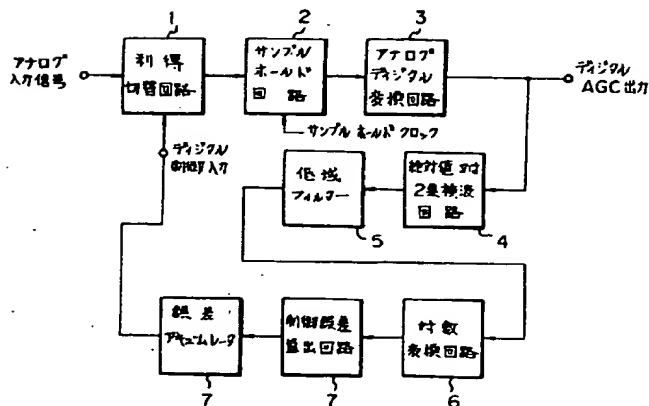 1
2
3
アナログ
入力信号
利得
切替回路
サンプル
ホールド
回路
アナログ
ディジタル
変換回路
ディジタル
AGC出力
サンプルホールドクロック
ディジタル
制御入力
低域
フィルター
5
絶対値
2乗検波
回路
4
誤差
アキュムレータ
7
制御誤差
算出回路
7
対数
変換回路
6